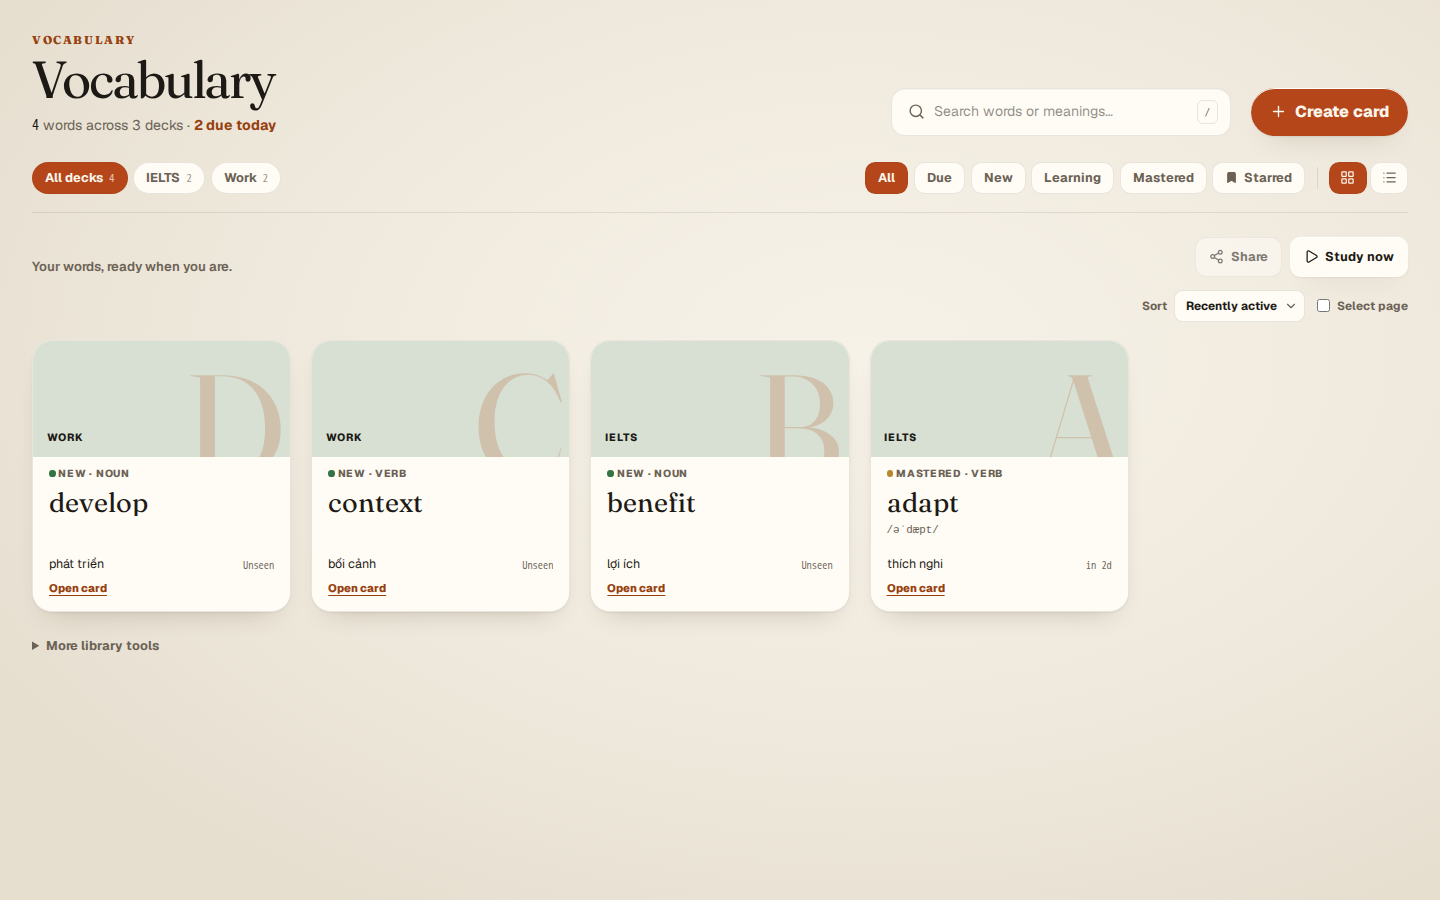 VOCABULARY
Vocabulary
4 words across 3 decks · 2 due today
Search words or meanings…
/
+ Create card
All decks 4
IELTS 2
Work 2
All
Due
New
Learning
Mastered
Starred
Your words, ready when you are.
Share
Study now
Sort
Recently active
Select page
D
WORK
NEW · NOUN
develop
phát triển
Unseen
Open card
C
WORK
NEW · VERB
context
bối cảnh
Unseen
Open card
B
IELTS
NEW · NOUN
benefit
lợi ích
Unseen
Open card
A
IELTS
MASTERED · VERB
adapt
/əˈdæpt/
thích nghi
in 2d
Open card
More library tools